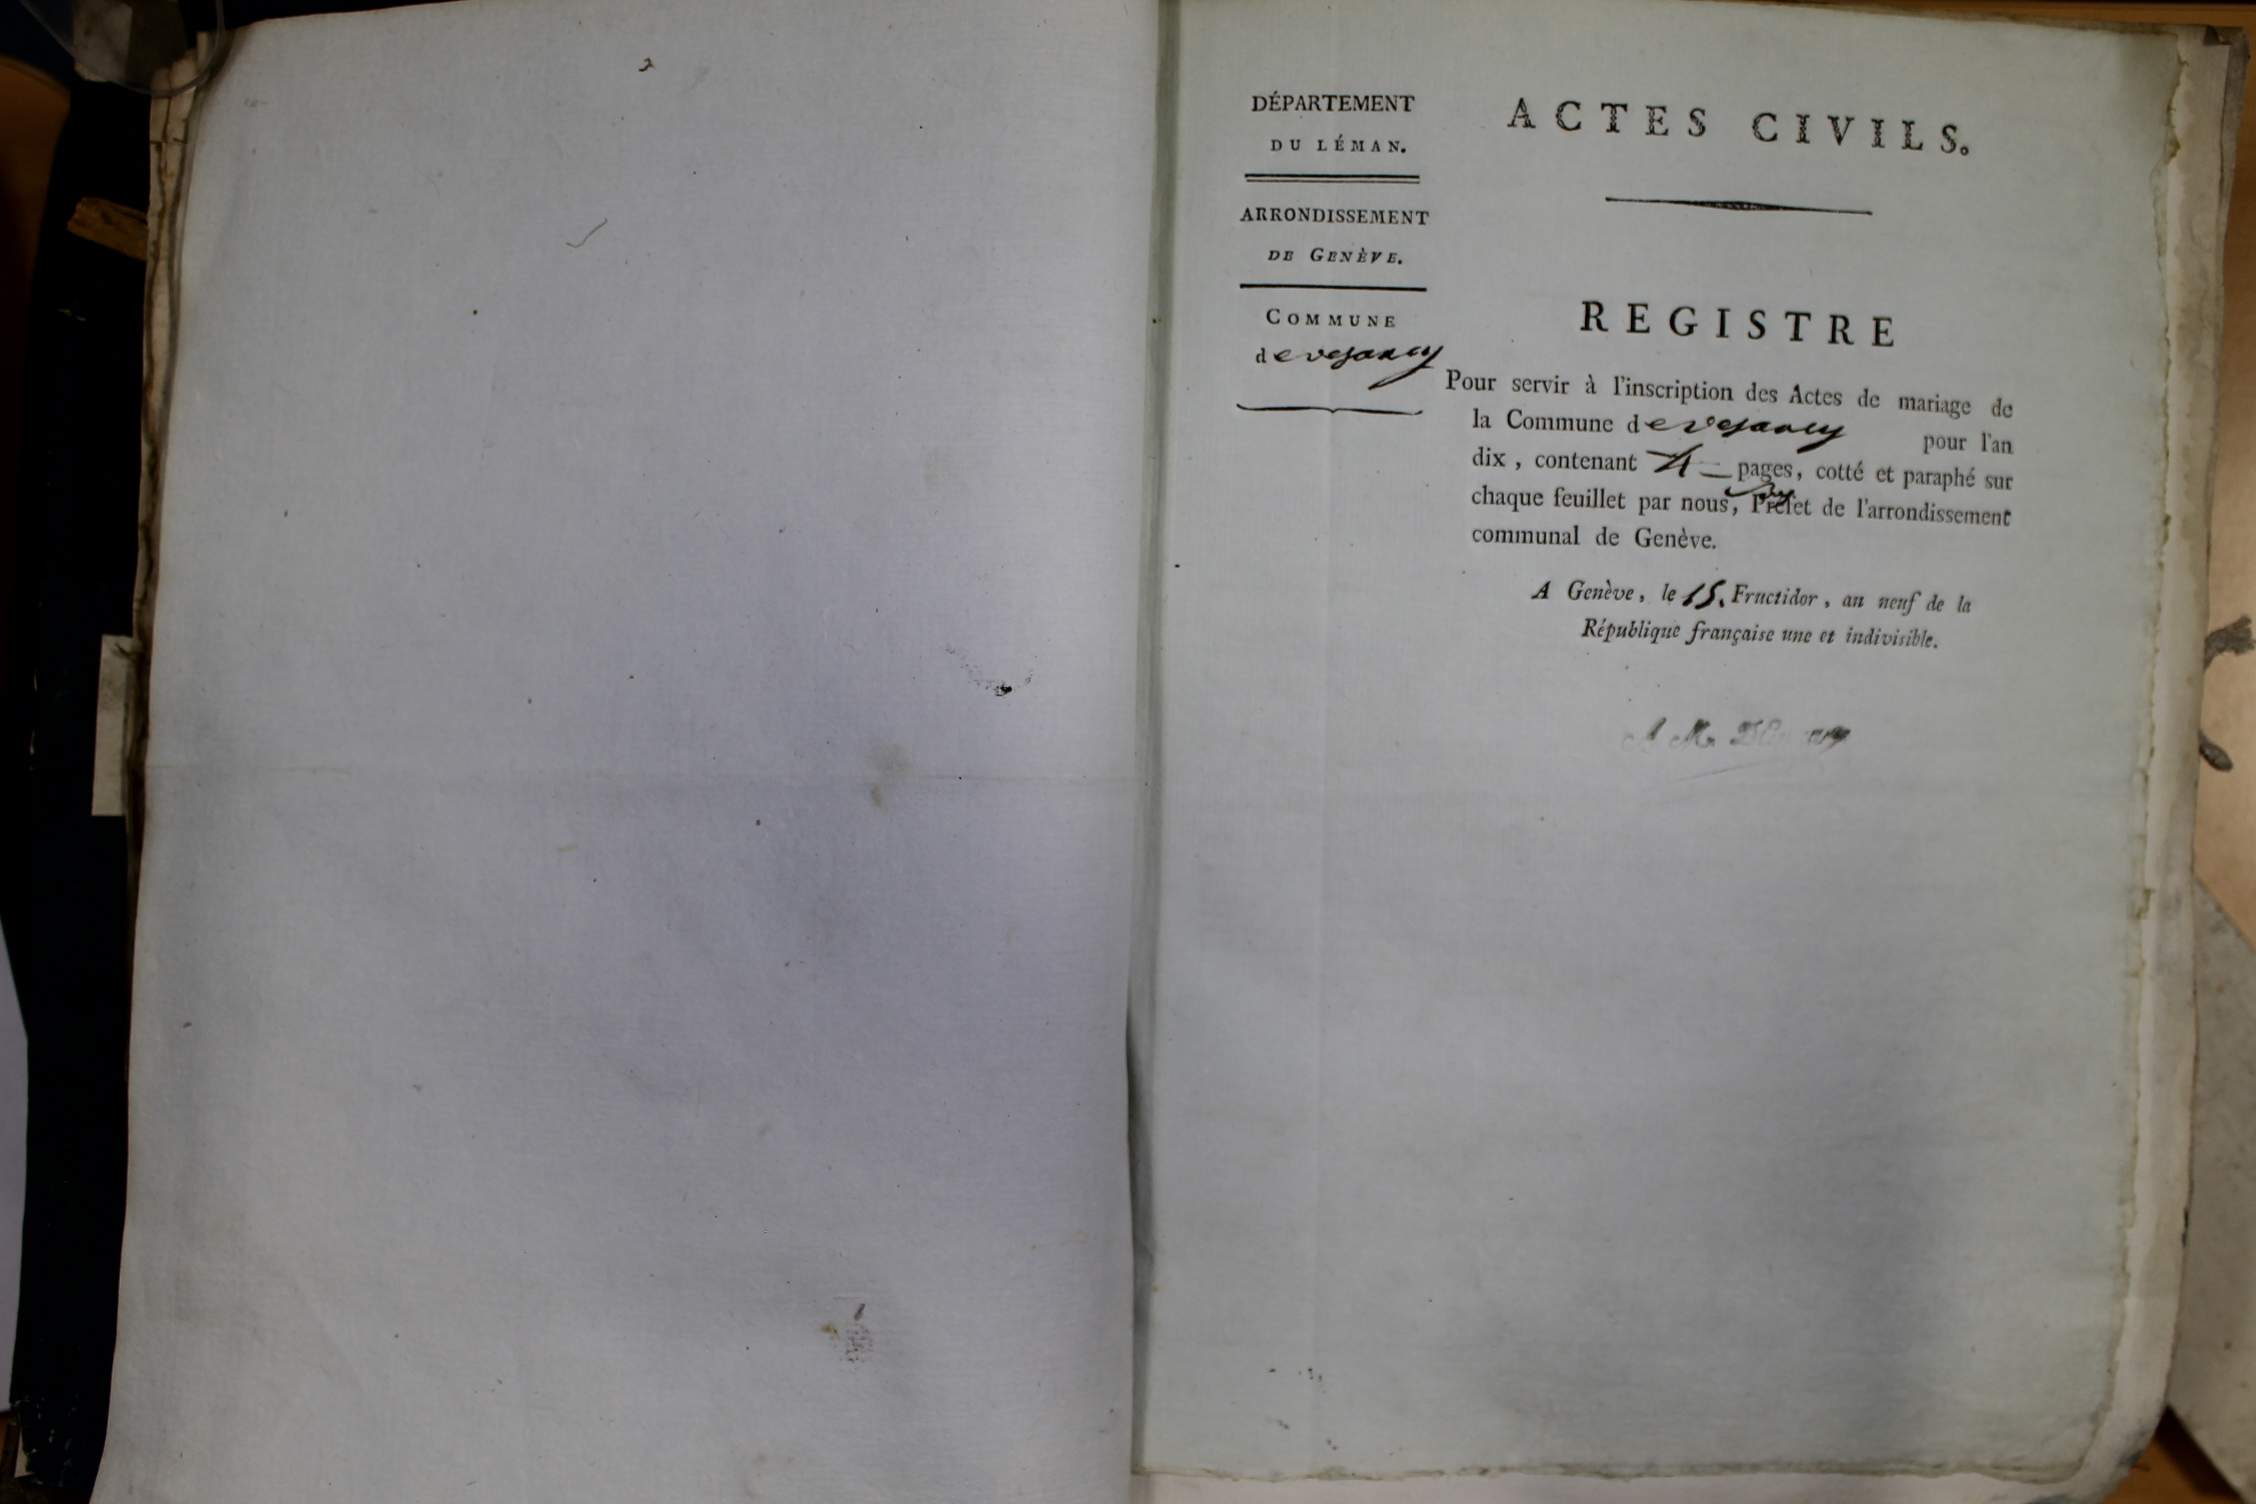 DÉPARTEMENT
DU LÉMAN.
ARRONDISSEMENT
DE GENÈVE.
COMMUNE
de vesancy
ACTES CIVILS.
REGISTRE
Pour servir à l'inscription des Actes de mariage de
la Commune de vesancy pour l'an
dix, contenant 4 pages, cotté et paraphé sur
chaque feuillet par nous, Préfet de l'arrondissement
communal de Genève.
A Genève, le 15. Fructidor, an neuf de la
République française une et indivisible.